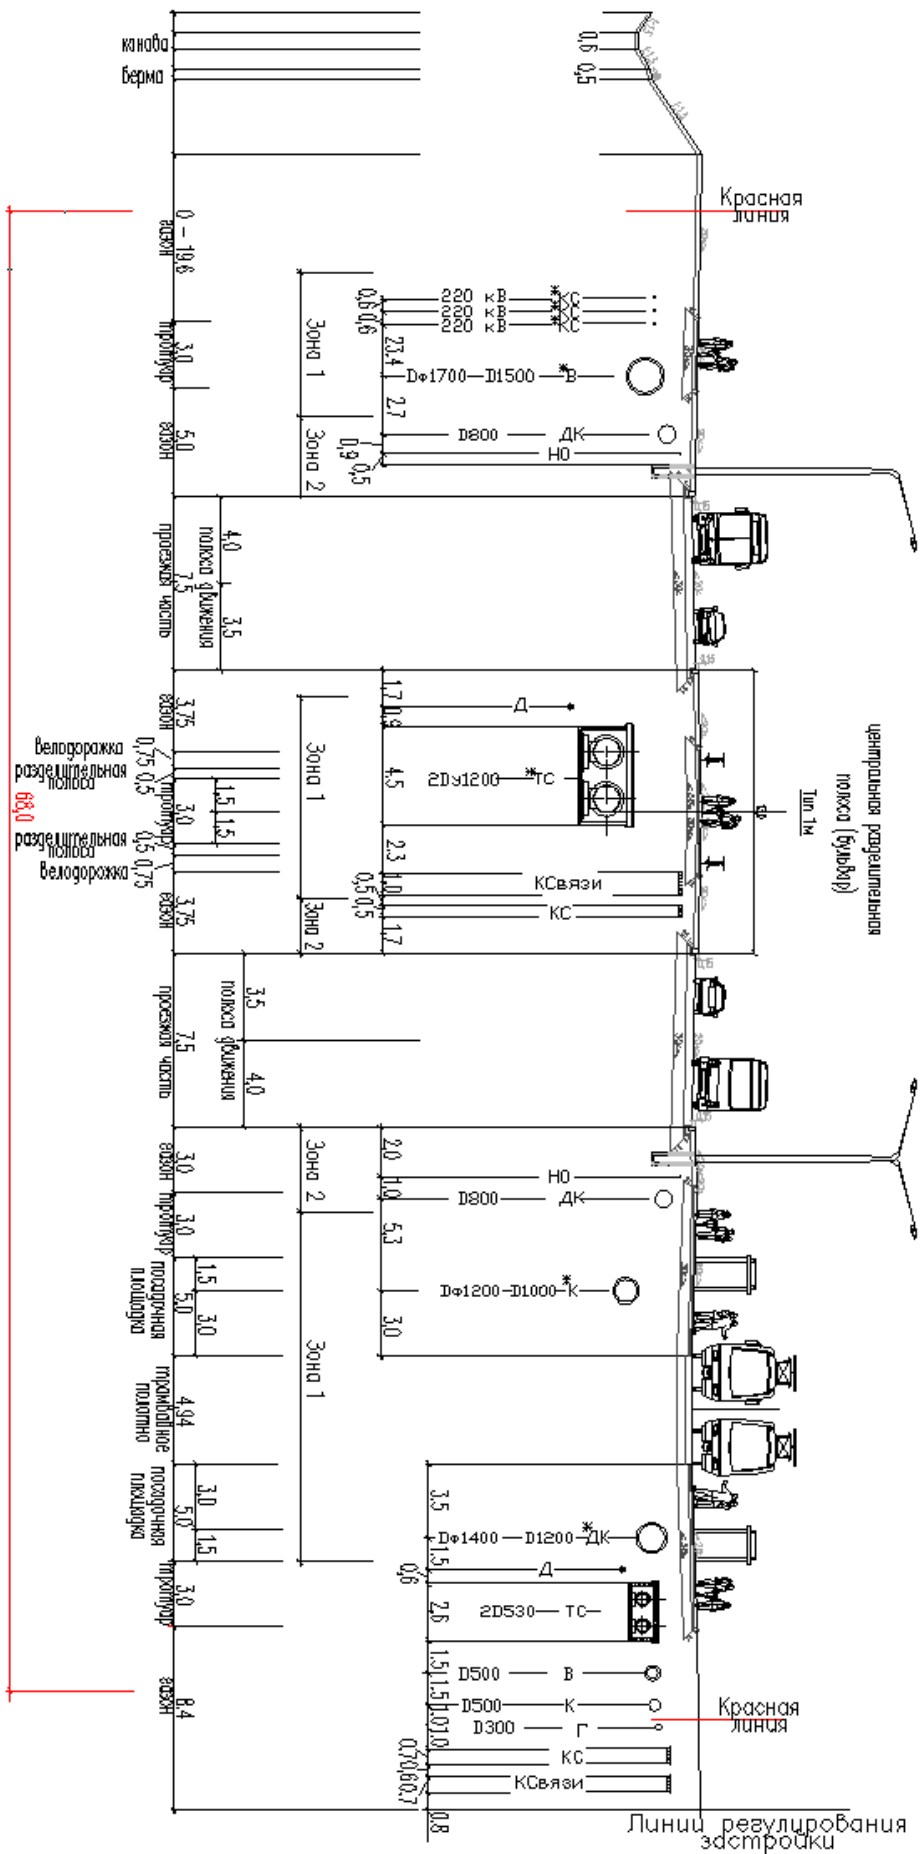 канава
берма
0,6
0,5
Красная
линия
0 - 19,6
газон
3,0
тротуар
5,0
газон
Зона 1
Зона 2
220 кВ *КС
220 кВ *КС
220 кВ *КС
0,6
0,6
23,4
Dф1700—D1500 *В
2,7
D800 ДК
НО
0,9
0,5
4,0
3,5
полоса движения
7,5
проезжая часть
1,7
0,9
Д
4,5
2Dу1200 *ТС
2,3
1,0
0,5
0,5
КСвязи
КС
1,7
Зона 1
Зона 2
3,75
газон
велодорожка
0,75
разделительная
полоса
0,5
тротуар
3,0
1,5
1,5
разделительная
полоса
0,5
велодорожка
0,75
3,75
газон
68,0
центральная разделительная
полоса (бульвар)
Тип 1м
3,5
4,0
полоса движения
7,5
проезжая часть
Зона 2
Зона 1
2,0
1,0
НО
D800 ДК
5,3
Dф1200-D1000 *К
3,0
3,0
газон
3,0
тротуар
1,5
3,0
5,0
посадочная
площадка
4,94
трамвайное
полотно
3,0
1,5
5,0
посадочная
площадка
3,0
тротуар
8,4
газон
3,5
Dф1400—D1200 *ДК
1,5
Д
0,6
2,6
2D530— ТС
1,5
D500 В
1,5
D500 К
1,0
D300 Г
1,0
КС
0,7
0,6
0,7
КСвязи
0,8
Красная
линия
Линии регулирования
застройки